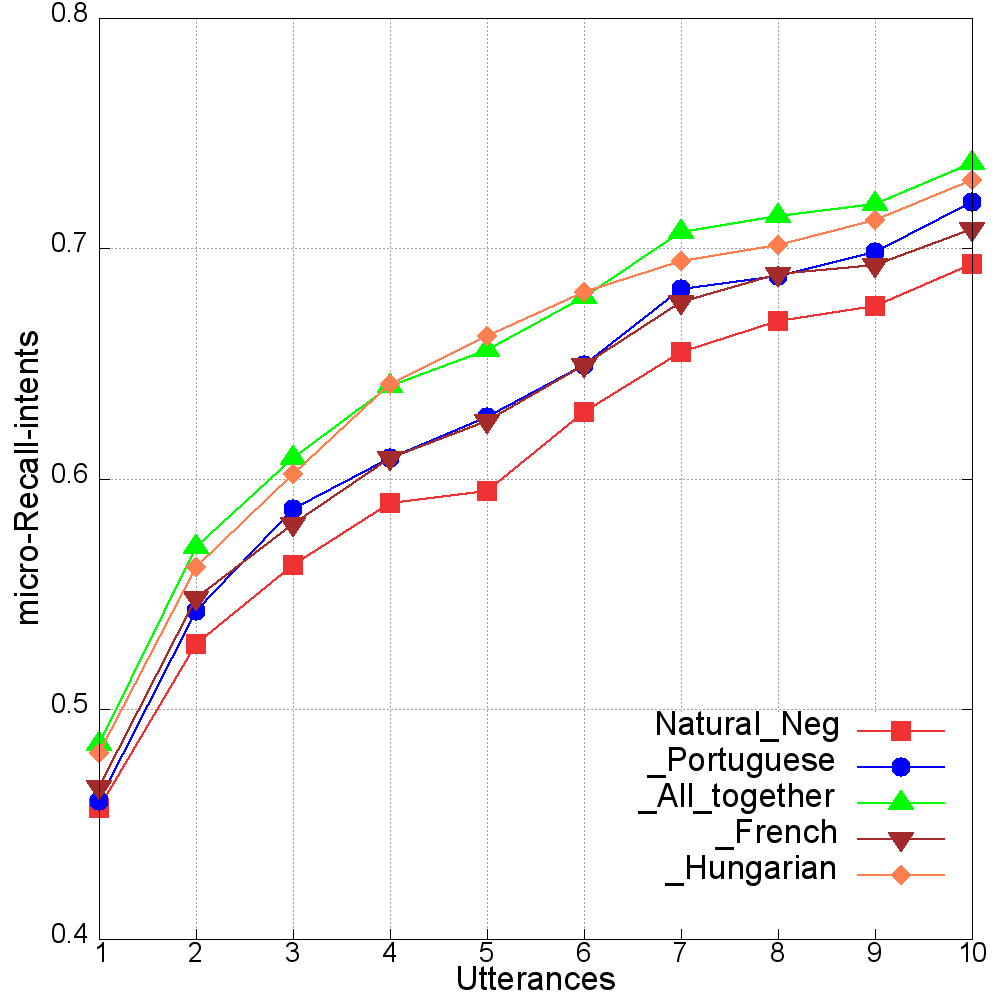 0.8
0.7
0.6
0.5
0.4
micro-Recall-intents
Natural_Neg
_Portuguese
_All_together
_French
_Hungarian
1 2 3 4 5 6 7 8 9 10
Utterances